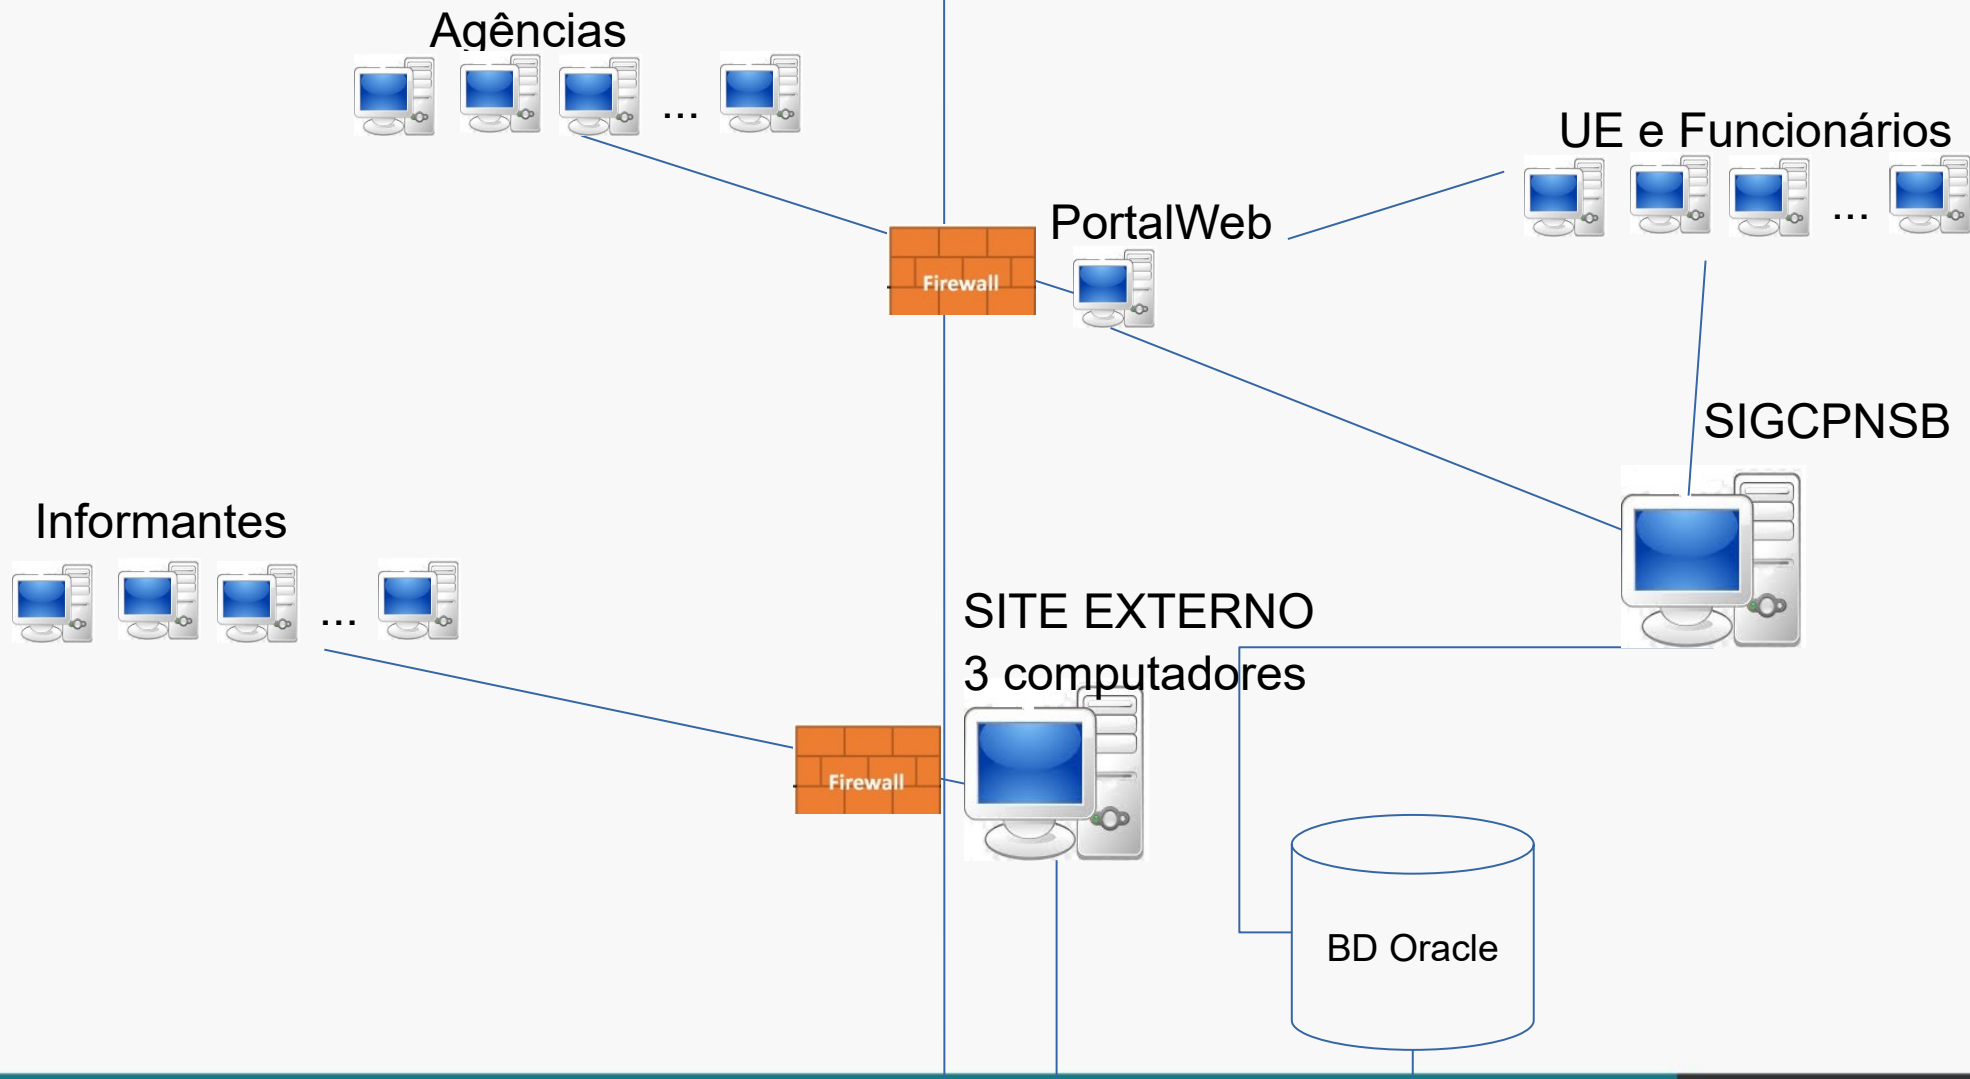 Agências
...
UE e Funcionários
...
PortalWeb
Firewall
SIGCPNSB
Informantes
...
SITE EXTERNO
3 computadores
Firewall
BD Oracle